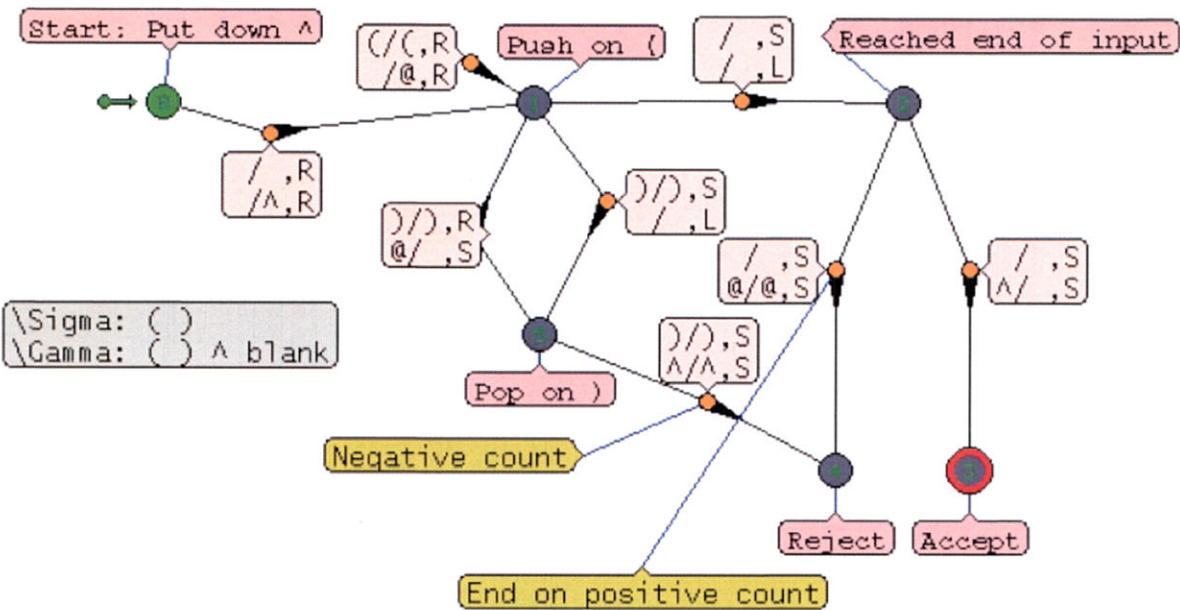 Start: Put down ^
(/(,R
/@,R
Push on (
/ ,S
/ ,L
Reached end of input
/ ,R
/^,R
)/),R
@/ ,S
)/),S
/ ,L
/ ,S
@/@,S
/ ,S
^/ ,S
\Sigma: ( )
\Gamma: ( ) ^ blank
)/),S
^/^,S
Pop on )
Negative count
Reject
Accept
End on positive count